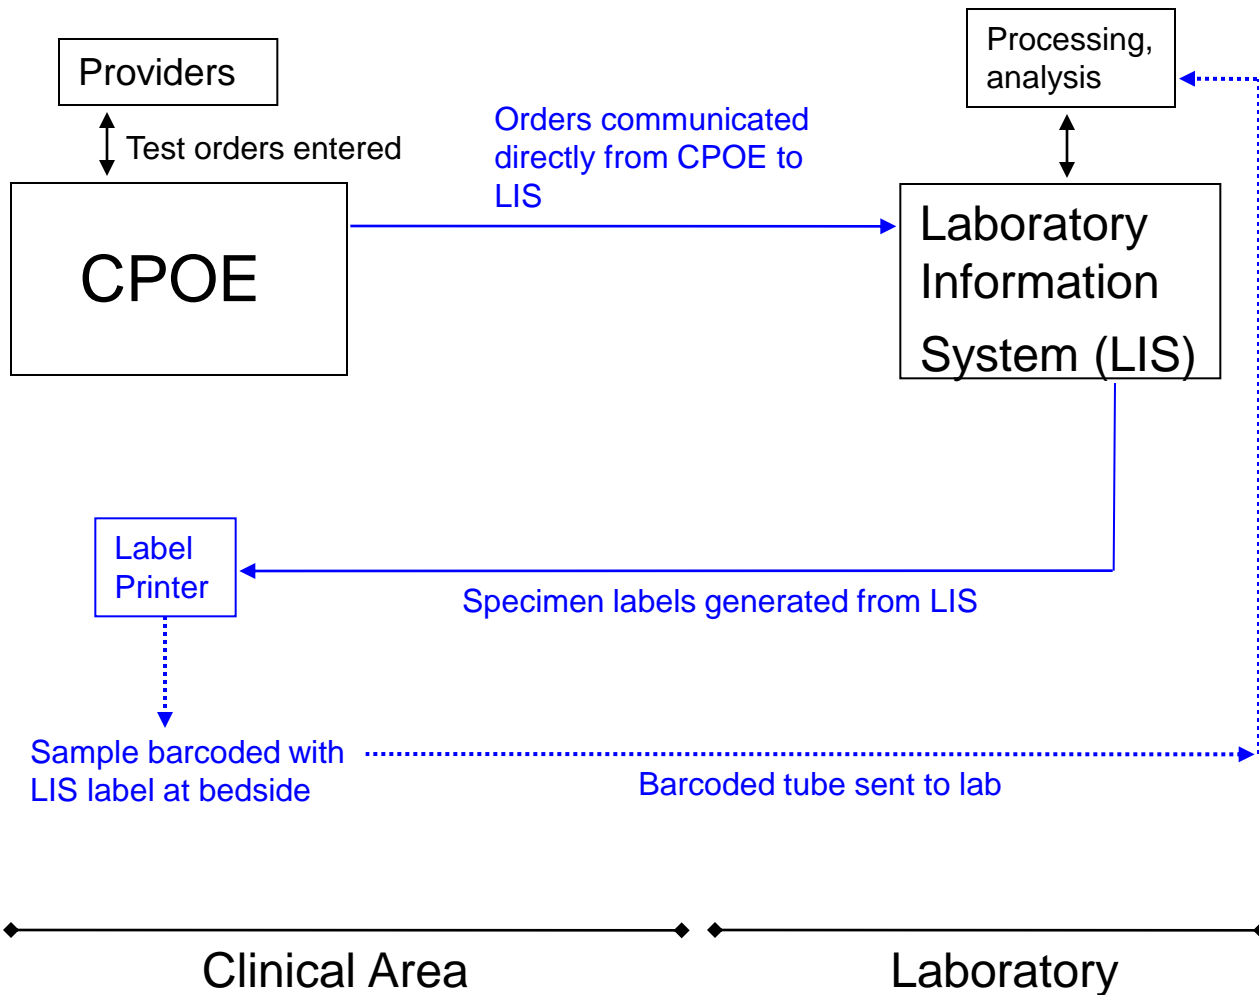 Providers
Test orders entered
CPOE
Orders communicated
directly from CPOE to
LIS
Processing,
analysis
Laboratory
Information
System (LIS)
Label
Printer
Specimen labels generated from LIS
Sample barcoded with
LIS label at bedside
Barcoded tube sent to lab
Clinical Area
Laboratory